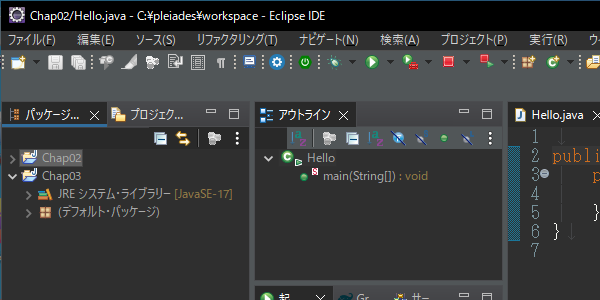 Chap02/Hello.java - C:¥pleiades¥workspace - Eclipse IDE
ファイル(F) 編集(E) ソース(S) リファクタリング(T) ナビゲート(N) 検索(A) プロジェクト(P) 実行(R)
パッケージ... プロジェク...
Chap02
Chap03
JRE システム・ライブラリー [JavaSE-17]
(デフォルト・パッケージ)
アウトライン
Hello
main(String[]) : void
起 Gr... サー
Hello.java
1
2 publi
3 p
5 }
6 }
7